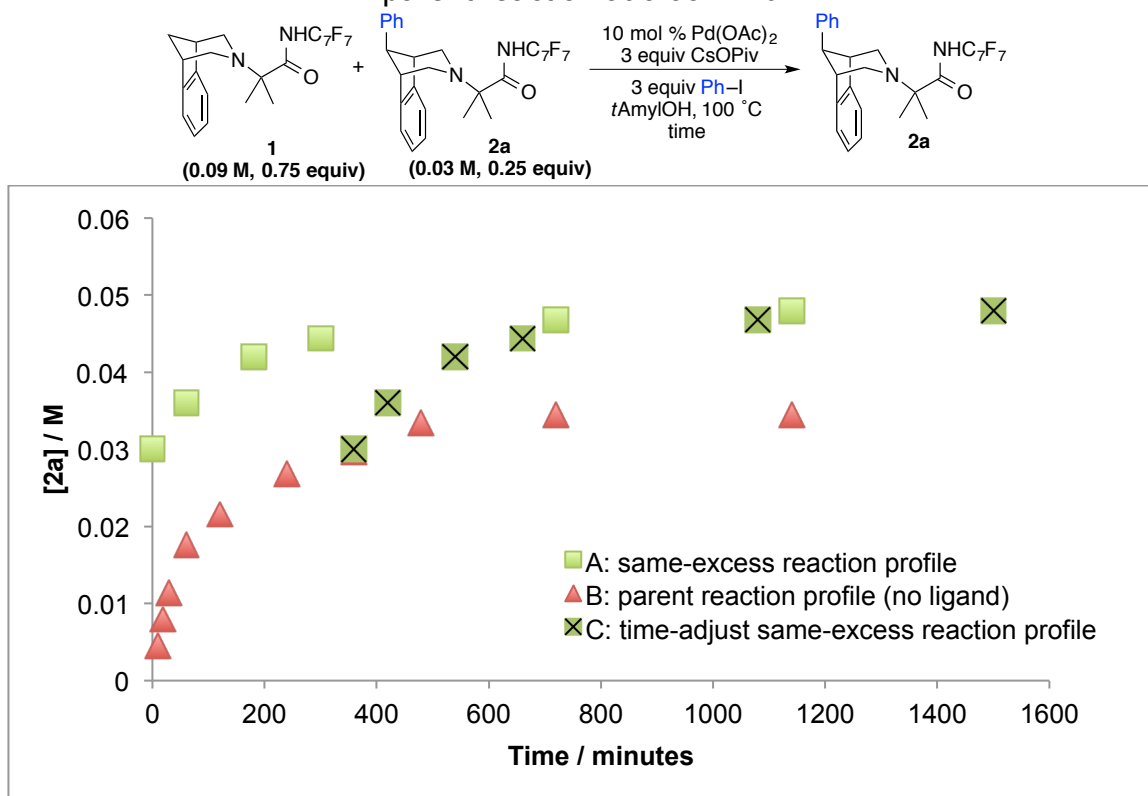 Ph
NHC₇F₇
N
O
1
(0.09 M, 0.75 equiv)
+
Ph
NHC₇F₇
N
O
2a
(0.03 M, 0.25 equiv)
10 mol % Pd(OAc)₂
3 equiv CsOPiv
3 equiv Ph–I
tAmylOH, 100 ˚C
time
Ph
NHC₇F₇
N
O
2a
[2a] / M
0.06
0.05
0.04
0.03
0.02
0.01
0
0 200 400 600 800 1000 1200 1400 1600
Time / minutes
A: same-excess reaction profile
B: parent reaction profile (no ligand)
C: time-adjust same-excess reaction profile